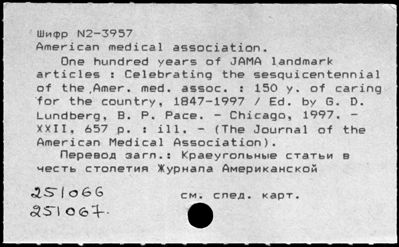 Шифр N2-3957
American medical association.
One hundred years of JAMA landmark
articles : Celebrating the sesquicentennial
of the Amer. med. assoc. : 150 y. of caring
for the country, 1847-1997 / Ed. by G. D.
Lundberg, B. P. Pace. - Chicago, 1997. -
XXII, 657 p. : ill. - (The Journal of the
American Medical Association).
Перевод загл.: Краеугольные статьи в
честь столетия Журнала Американской
251066 см. след. карт.
251067.